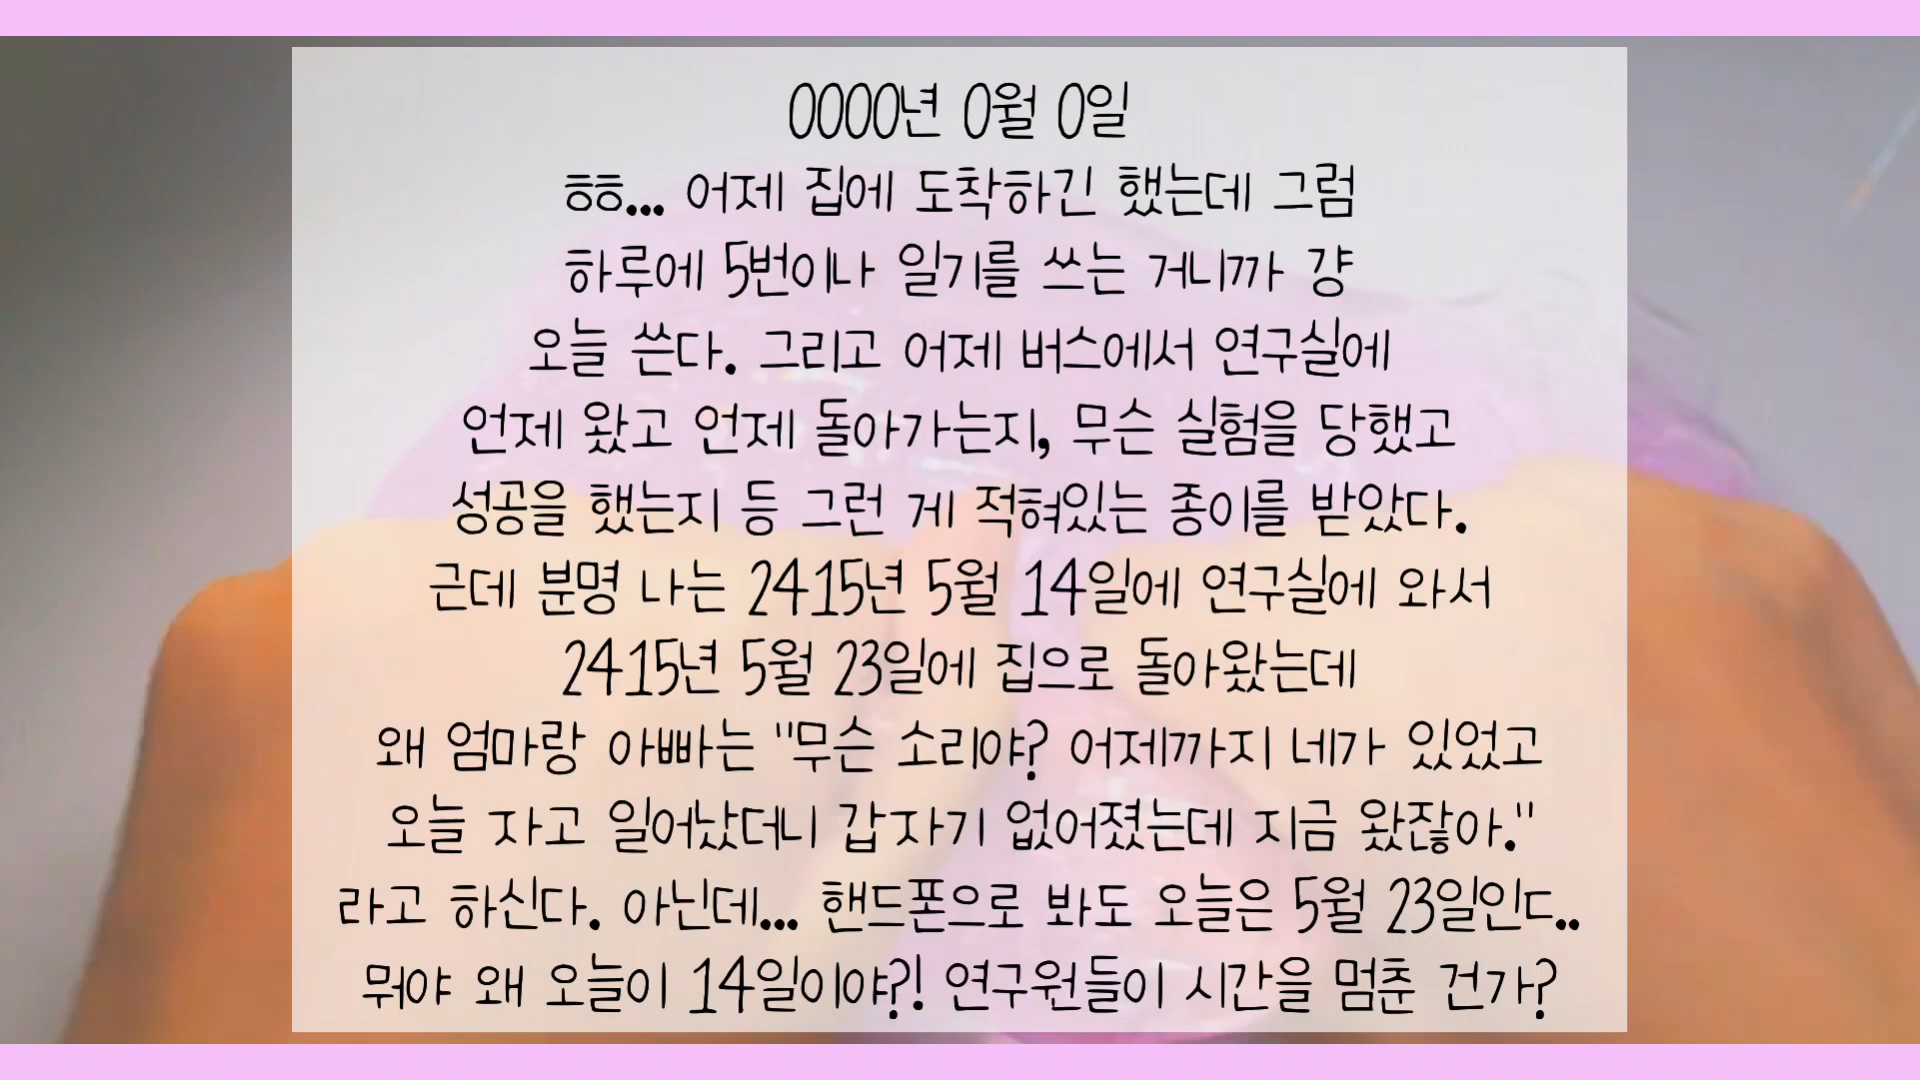 0000년 0월 0일
ㅎㅎ... 어제 집에 도착하긴 했는데 그럼
하루에 5번이나 일기를 쓰는 거니까 걍
오늘 쓴다. 그리고 어제 버스에서 연구실에
언제 왔고 언제 돌아가는지, 무슨 실험을 당했고
성공을 했는지 등 그런 게 적혀있는 종이를 받았다.
근데 분명 나는 2415년 5월 14일에 연구실에 와서
2415년 5월 23일에 집으로 돌아왔는데
왜 엄마랑 아빠는 "무슨 소리야? 어제까지 네가 있었고
오늘 자고 일어났더니 갑자기 없어졌는데 지금 왔잖아."
라고 하신다. 아닌데... 핸드폰으로 봐도 오늘은 5월 23일인ㄷ..
뭐야 왜 오늘이 14일이야?! 연구원들이 시간을 멈춘 건가?